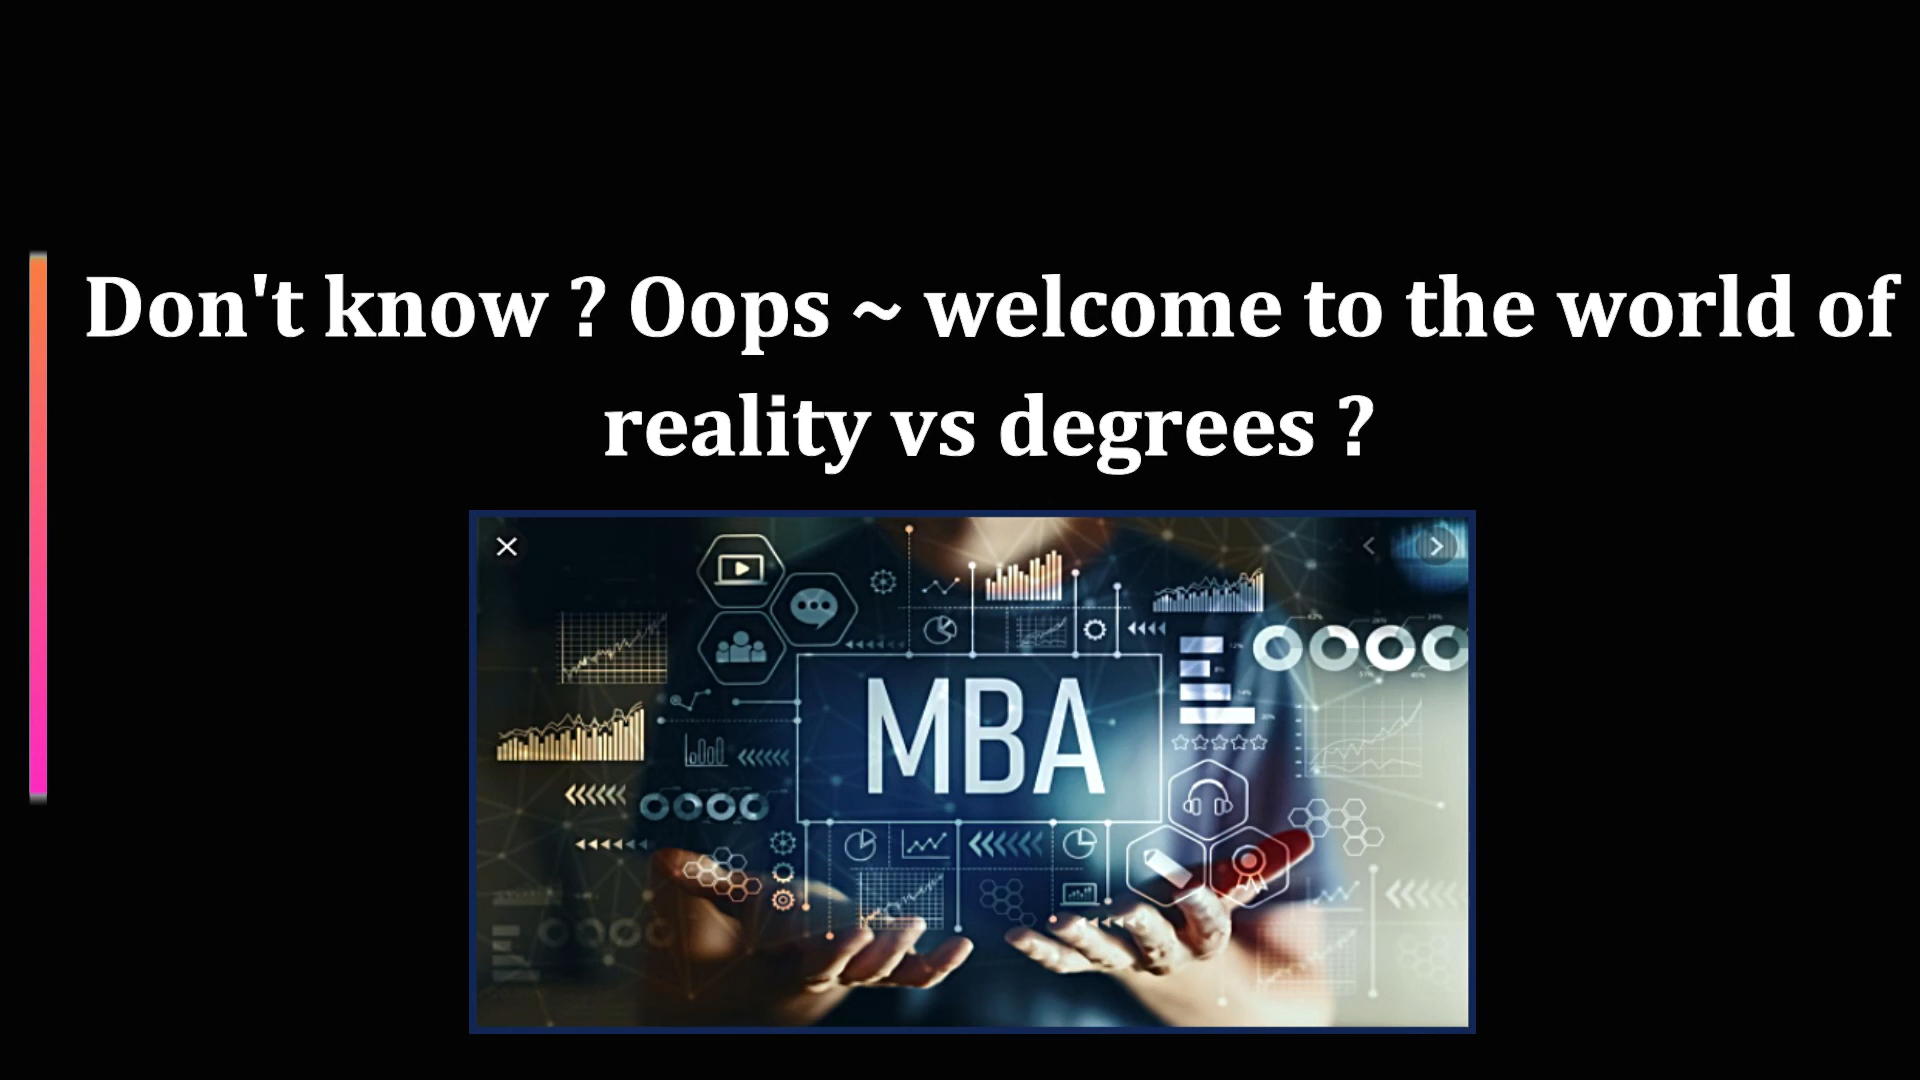 Don't know ? Oops ~ welcome to the world of
reality vs degrees ?
MBA